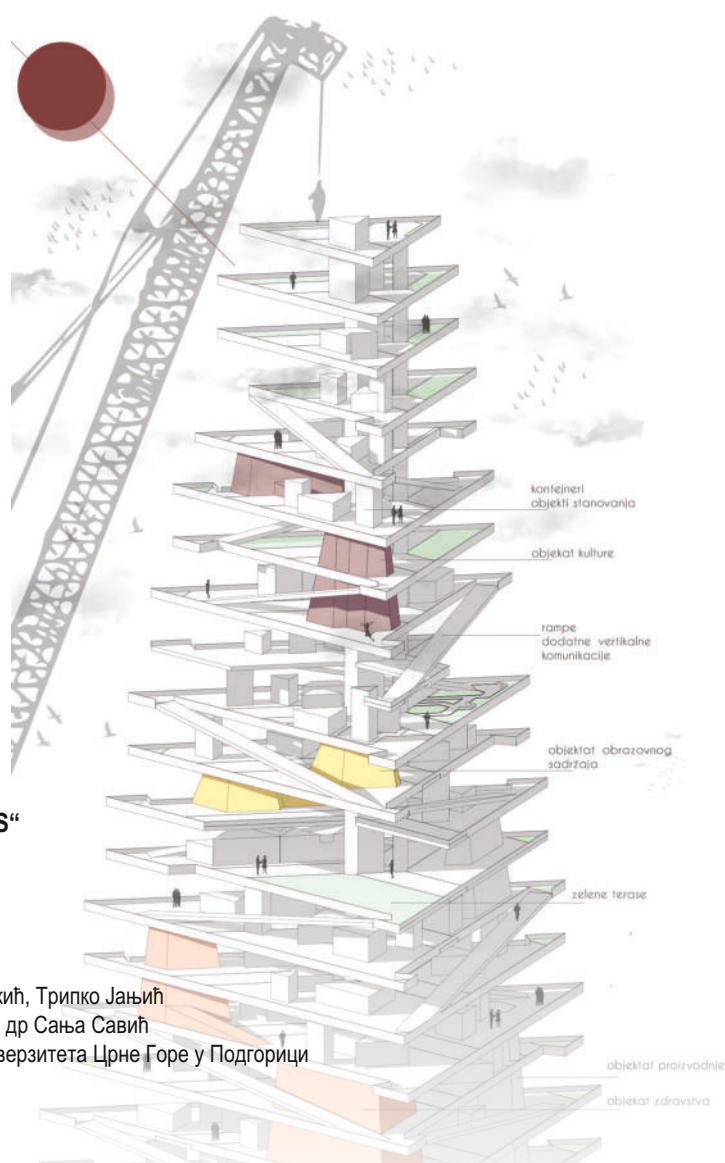 kontejneri
objekti stanovanja
objekat kulture
rampe
dodatne vertikalne
komunikacije
objektat obrazovnog
sadržaja
S“
zelene terase
кић, Трипко Јањић
др Сања Савић
верзитета Црне Горе у Подгорици
objektat proizvodnje
objekat zdravstva